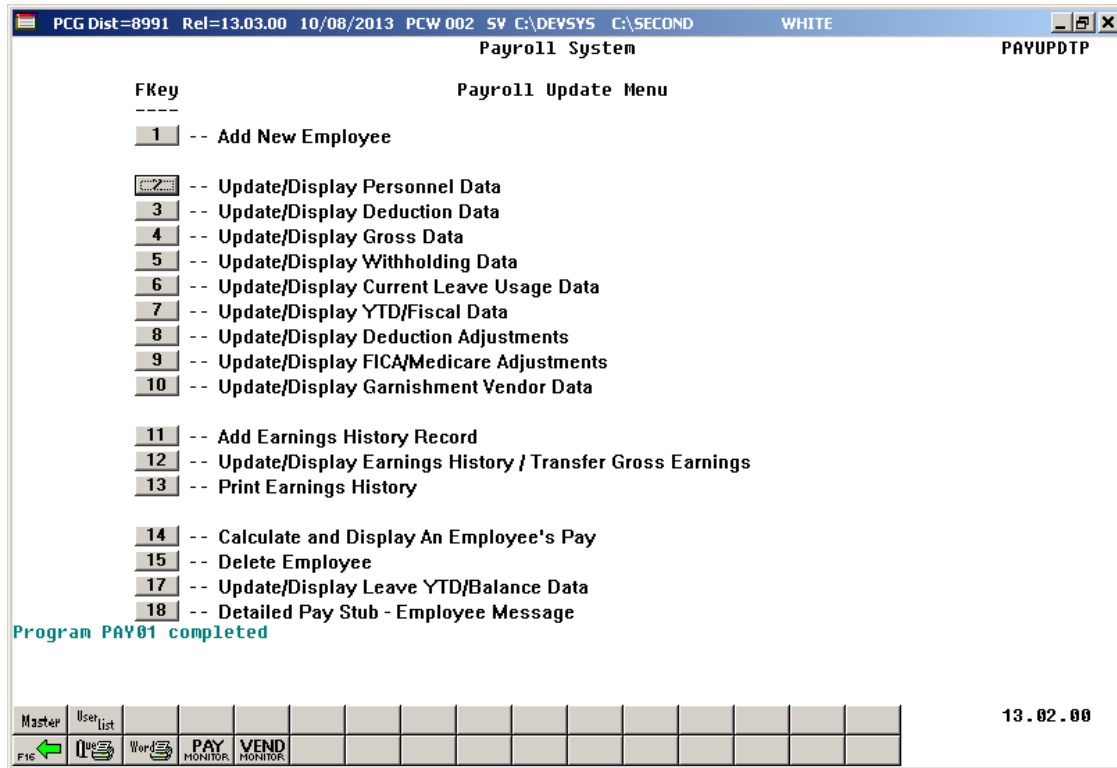 PCG Dist=8991 Rel=13.03.00 10/08/2013 PCW 002 SV C:\DEVSYS C:\SECOND WHITE
Payroll System PAYUPDTP
FKey Payroll Update Menu
----
1 -- Add New Employee
2 -- Update/Display Personnel Data
3 -- Update/Display Deduction Data
4 -- Update/Display Gross Data
5 -- Update/Display Withholding Data
6 -- Update/Display Current Leave Usage Data
7 -- Update/Display YTD/Fiscal Data
8 -- Update/Display Deduction Adjustments
9 -- Update/Display FICA/Medicare Adjustments
10 -- Update/Display Garnishment Vendor Data
11 -- Add Earnings History Record
12 -- Update/Display Earnings History / Transfer Gross Earnings
13 -- Print Earnings History
14 -- Calculate and Display An Employee's Pay
15 -- Delete Employee
17 -- Update/Display Leave YTD/Balance Data
18 -- Detailed Pay Stub - Employee Message
Program PAY01 completed
Master User List 13.02.00
F16 Que Word PAY MONITOR VEND MONITOR